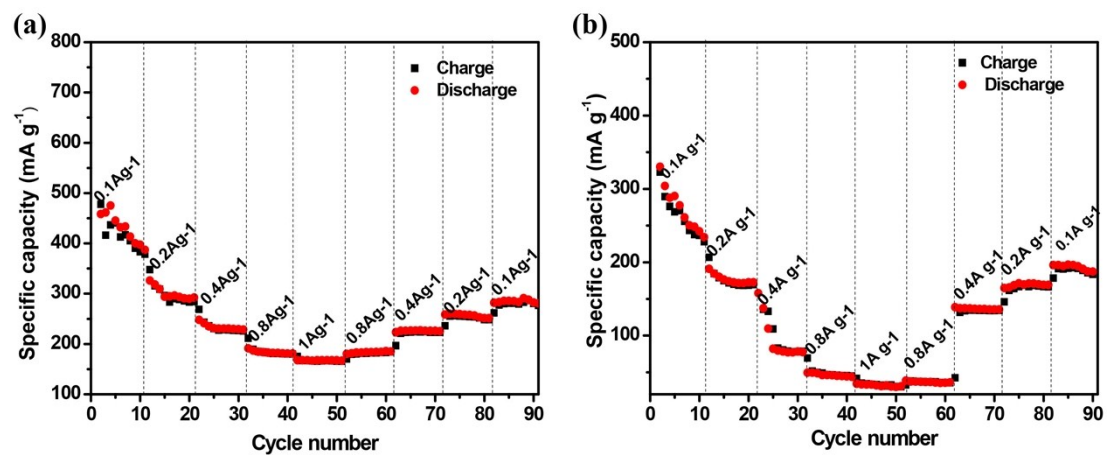 (a)
800
700
600
500
400
300
200
100
Specific capacity (mA g-1)
Charge
Discharge
0.1Ag-1
0.2Ag-1
0.4Ag-1
0.8Ag-1
1Ag-1
0.8Ag-1
0.4Ag-1
0.2Ag-1
0.1Ag-1
0 10 20 30 40 50 60 70 80 90
Cycle number
(b)
500
400
300
200
100
Specific capacity (mA g-1)
Charge
Discharge
0.1A g-1
0.2A g-1
0.4A g-1
0.8A g-1
1A g-1
0.8A g-1
0.4A g-1
0.2A g-1
0.1A g-1
0 10 20 30 40 50 60 70 80 90
Cycle number